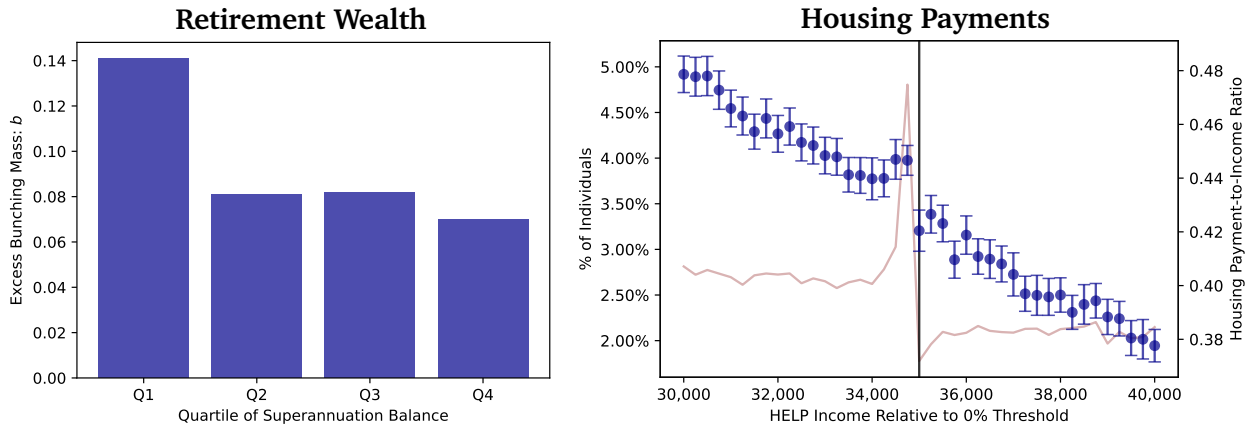 Retirement Wealth
Excess Bunching Mass: b
0.14
0.12
0.10
0.08
0.06
0.04
0.02
0.00
Q1 Q2 Q3 Q4
Quartile of Superannuation Balance
Housing Payments
% of Individuals
5.00%
4.50%
4.00%
3.50%
3.00%
2.50%
2.00%
30,000 32,000 34,000 36,000 38,000 40,000
HELP Income Relative to 0% Threshold
0.48
0.46
0.44
0.42
0.40
0.38
Housing Payment-to-Income Ratio